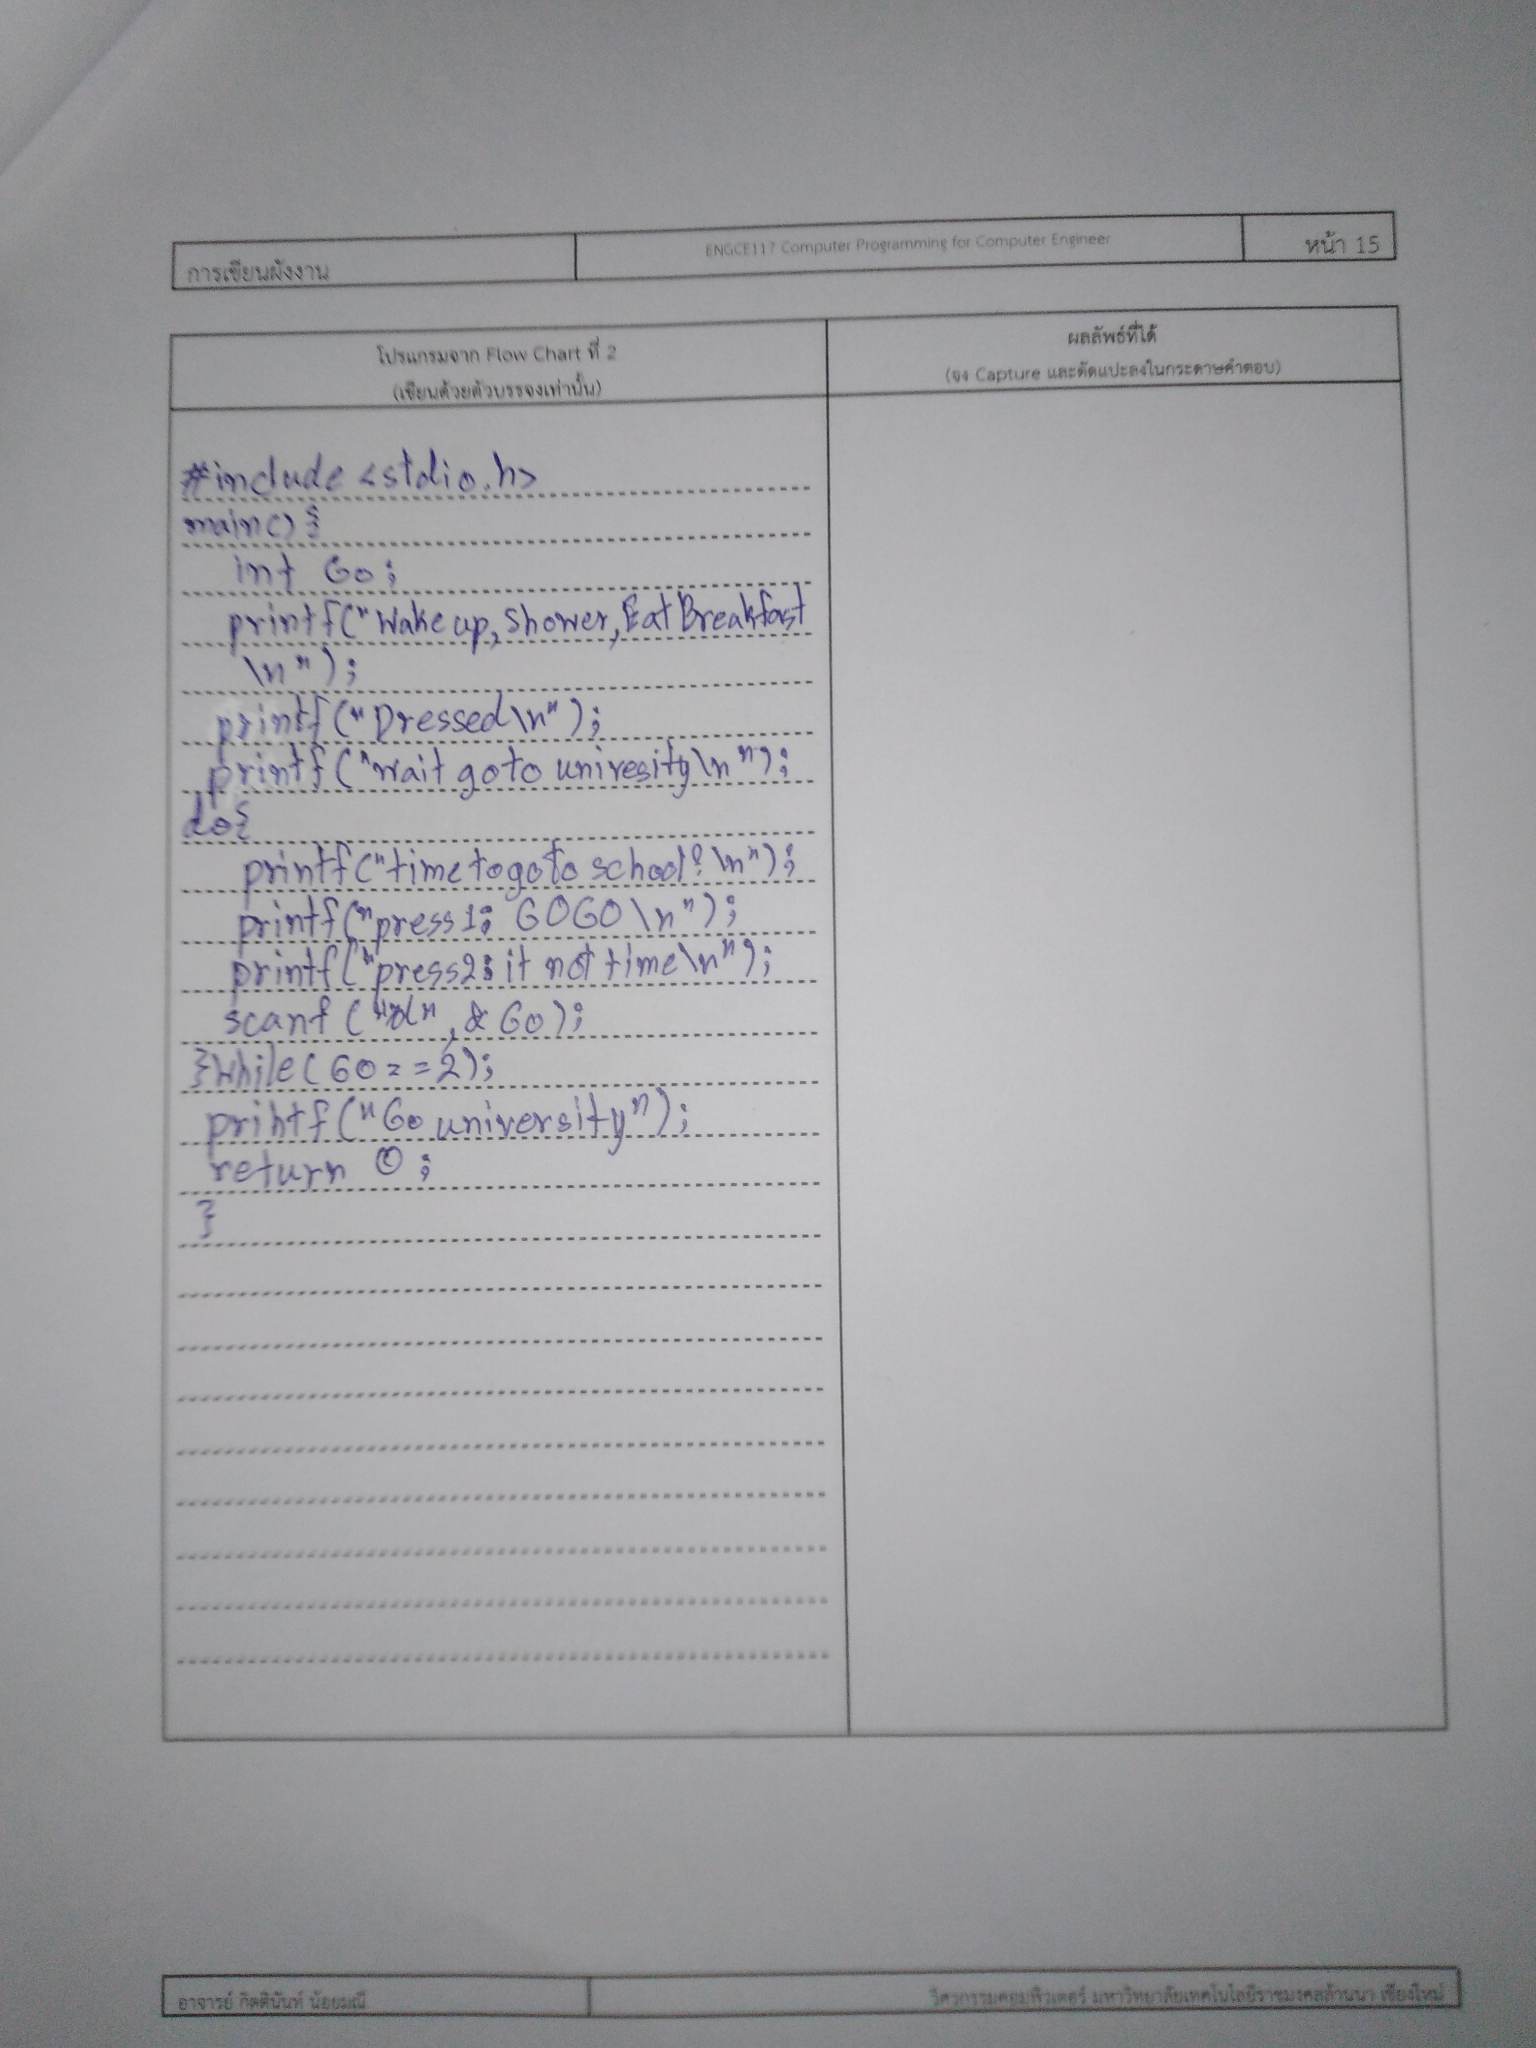 การเขียนผังงาน
ENGCE117 Computer Programming for Computer Engineer
หน้า 15
โปรแกรมจาก Flow Chart ที่ 2
(เขียนด้วยตัวบรรจงเท่านั้น)
ผลลัพธ์ที่ได้
(จง Capture และตัดแปะลงในกระดาษคำตอบ)
#include <stdio.h>
main() {
int Go;
printf("Wake up, Shower, Eat Breakfast
\n");
printf("Dressed\n");
printf("Wait go to univesity\n");
do{
printf("time to go to school?\n");
printf("press 1; GOGO\n");
printf("press2: it not time\n");
scanf ("%d", & Go);
}while(Go == 2);
printf("Go university");
return 0;
}
อาจารย์ กิตตินันท์ น้อยมณี
วิศวกรรมคอมพิวเตอร์ มหาวิทยาลัยเทคโนโลยีราชมงคลล้านนา เชียงใหม่